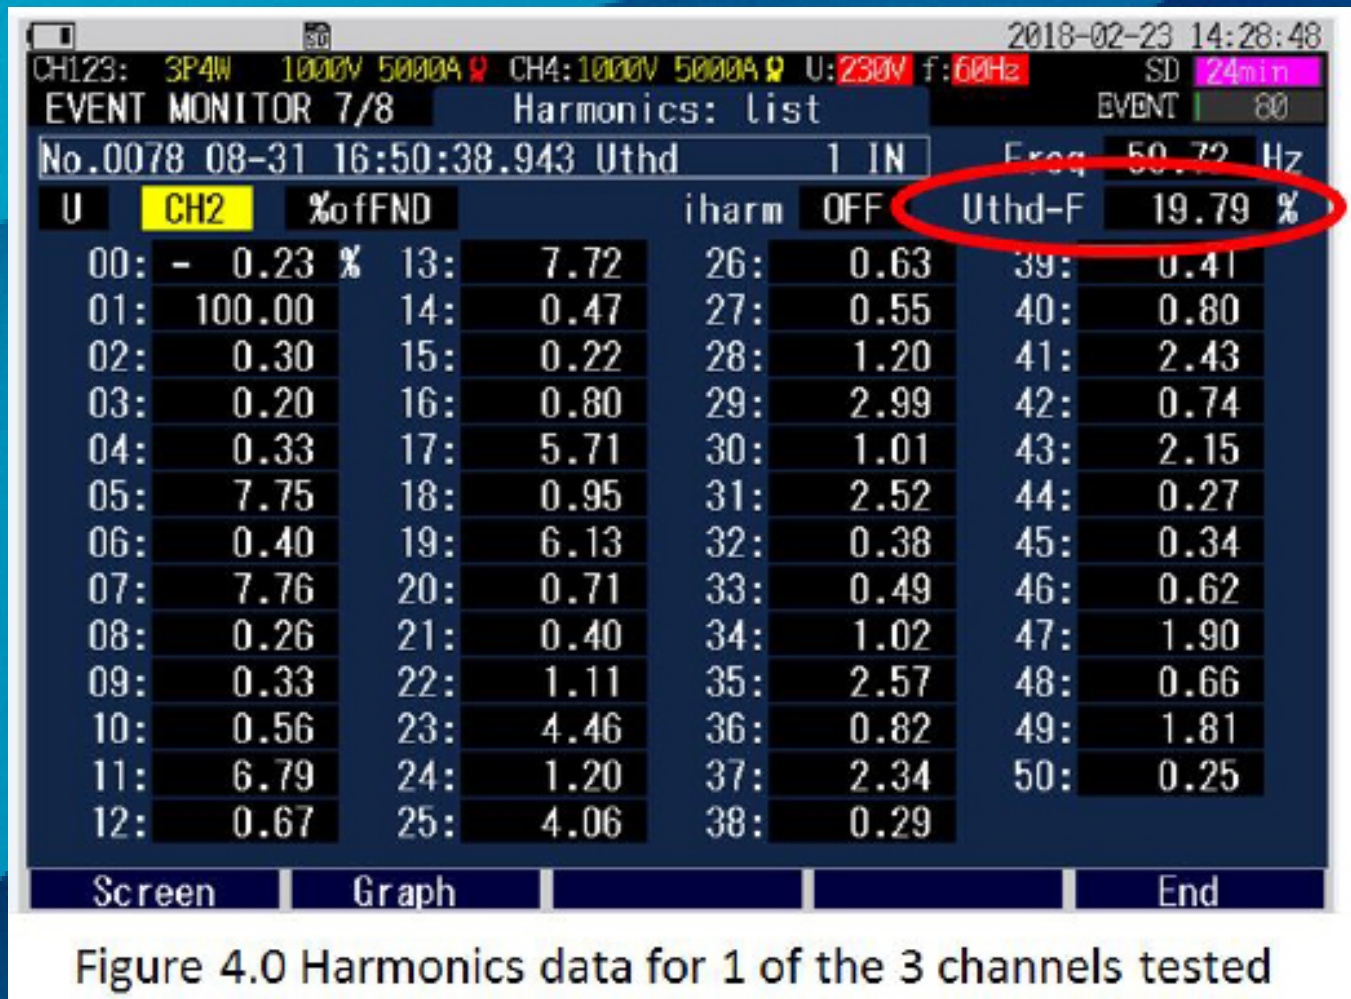 SD 2018-02-23 14:28:48
CH123: 3P4W 1000V 5000A CH4:1000V 5000A U:230V f:60Hz SD 24min
EVENT MONITOR 7/8 Harmonics: list EVENT 80
No.0078 08-31 16:50:38.943 Uthd 1 IN Freq 59.72 Hz
U CH2 %ofFND iharm OFF Uthd-F 19.79 %
00: - 0.23 % 13: 7.72 26: 0.63 39: 0.41
01: 100.00 14: 0.47 27: 0.55 40: 0.80
02: 0.30 15: 0.22 28: 1.20 41: 2.43
03: 0.20 16: 0.80 29: 2.99 42: 0.74
04: 0.33 17: 5.71 30: 1.01 43: 2.15
05: 7.75 18: 0.95 31: 2.52 44: 0.27
06: 0.40 19: 6.13 32: 0.38 45: 0.34
07: 7.76 20: 0.71 33: 0.49 46: 0.62
08: 0.26 21: 0.40 34: 1.02 47: 1.90
09: 0.33 22: 1.11 35: 2.57 48: 0.66
10: 0.56 23: 4.46 36: 0.82 49: 1.81
11: 6.79 24: 1.20 37: 2.34 50: 0.25
12: 0.67 25: 4.06 38: 0.29
Screen Graph End
Figure 4.0 Harmonics data for 1 of the 3 channels tested